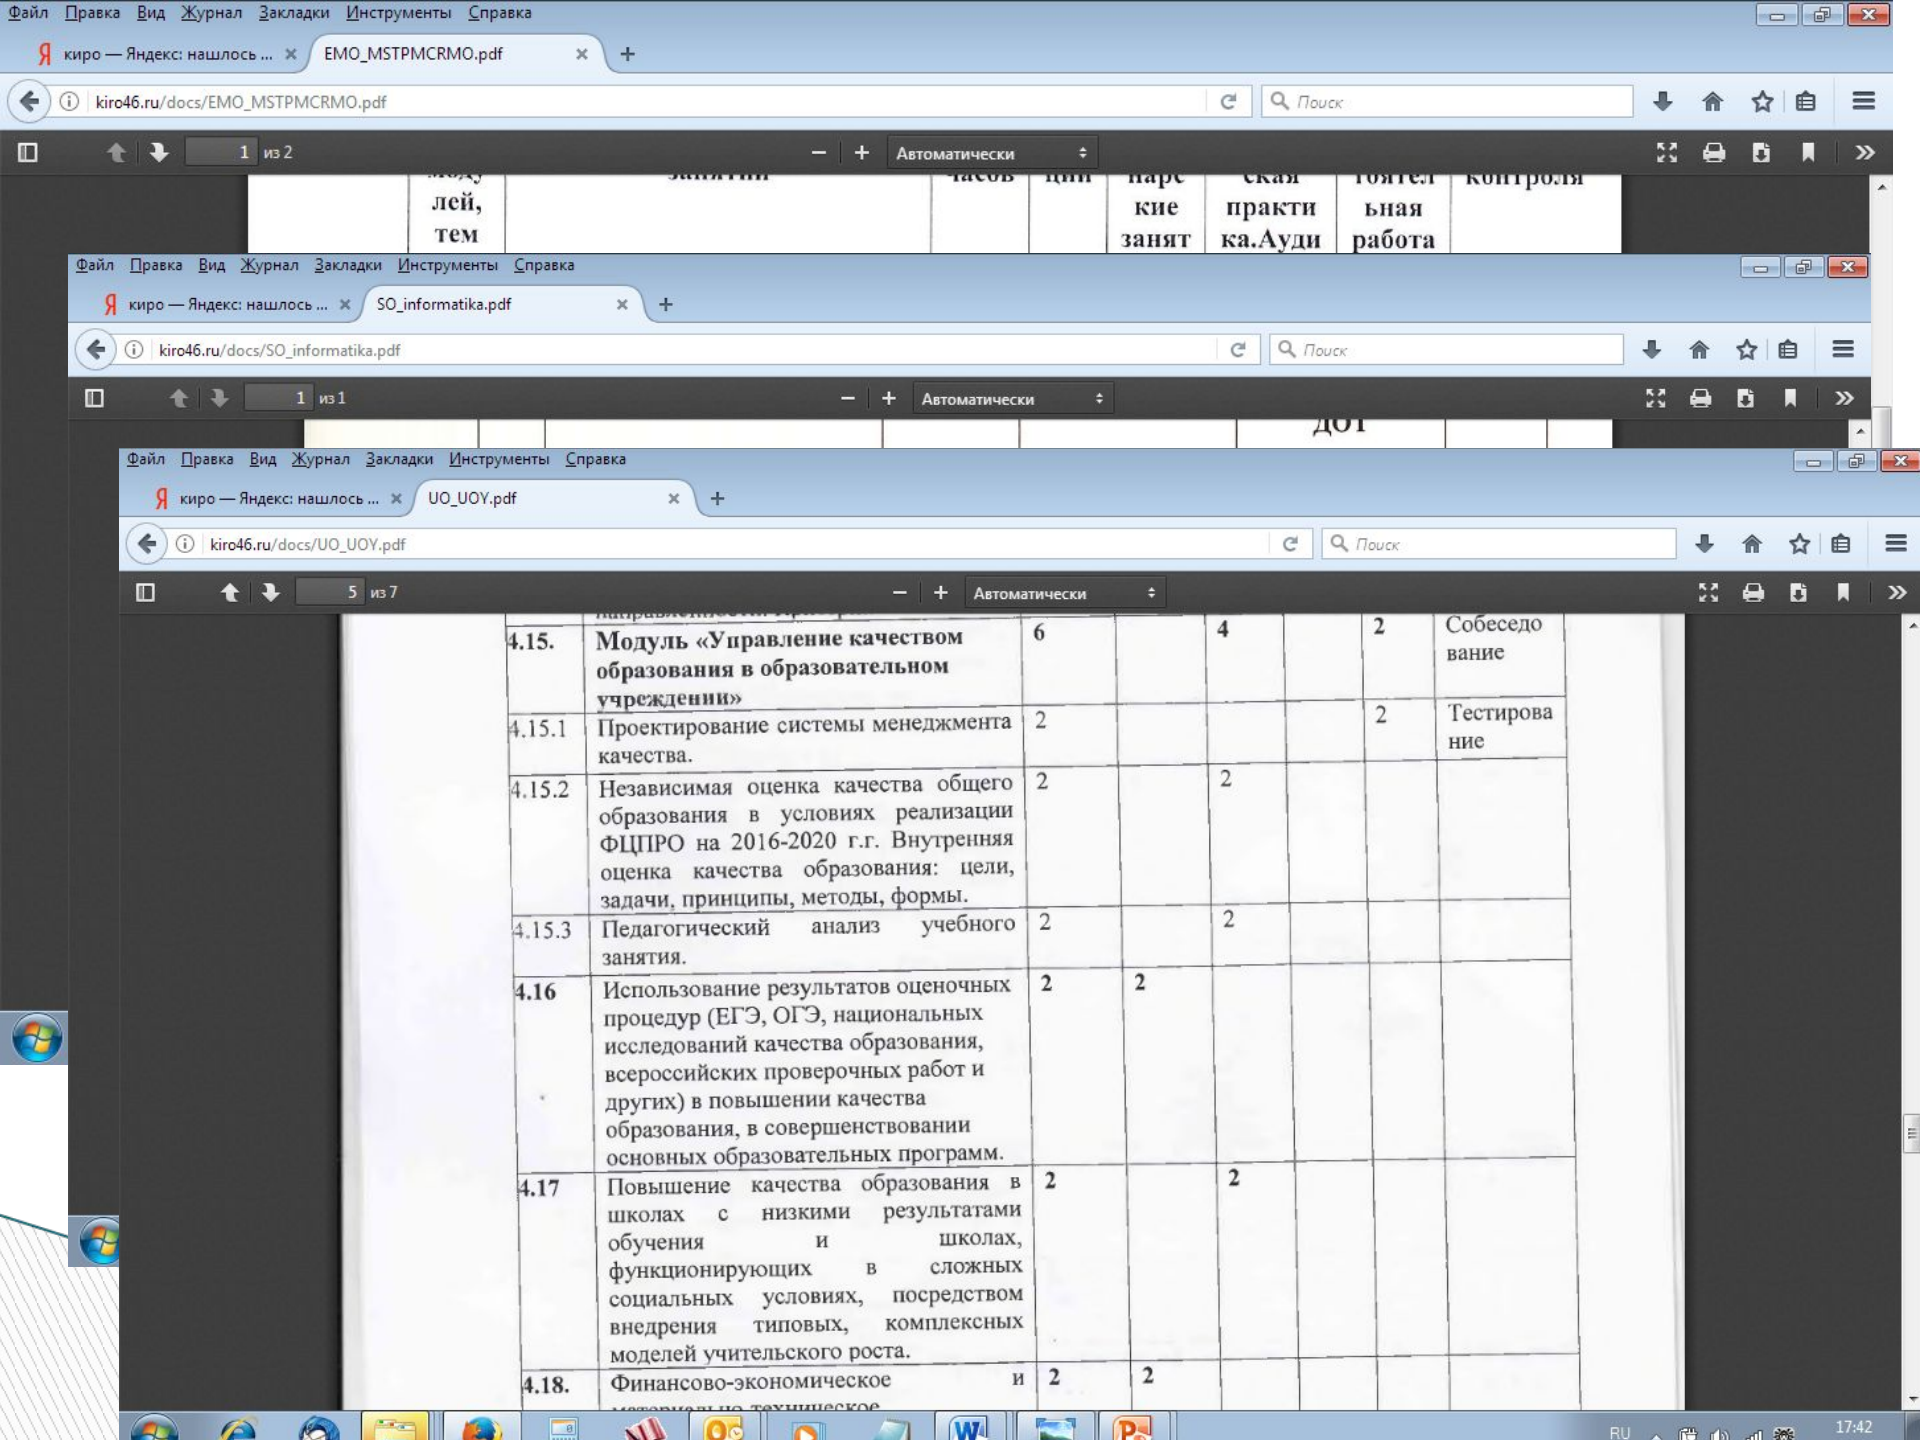 Файл Правка Вид Журнал Закладки Инструменты Справка
киро — Яндекс: нашлось ... EMO_MSTPMCRMO.pdf
kiro46.ru/docs/EMO_MSTPMCRMO.pdf Поиск
1 из 2 Автоматически
часов контроля
лей, кие практи ьная
тем занят ка.Ауди работа
Файл Правка Вид Журнал Закладки Инструменты Справка
киро — Яндекс: нашлось ... SO_informatika.pdf
kiro46.ru/docs/SO_informatika.pdf Поиск
1 из 1 Автоматически
ДОТ
Файл Правка Вид Журнал Закладки Инструменты Справка
киро — Яндекс: нашлось ... UO_UOY.pdf
kiro46.ru/docs/UO_UOY.pdf Поиск
5 из 7 Автоматически
4.15. Модуль «Управление качеством 6 4 2 Собеседо
образования в образовательном вание
учреждении»
4.15.1 Проектирование системы менеджмента 2 2 Тестирова
качества. ние
4.15.2 Независимая оценка качества общего 2 2
образования в условиях реализации
ФЦПРО на 2016-2020 г.г. Внутренняя
оценка качества образования: цели,
задачи, принципы, методы, формы.
4.15.3 Педагогический анализ учебного 2 2
занятия.
4.16 Использование результатов оценочных 2 2
процедур (ЕГЭ, ОГЭ, национальных
исследований качества образования,
всероссийских проверочных работ и
других) в повышении качества
образования, в совершенствовании
основных образовательных программ.
4.17 Повышение качества образования в 2 2
школах с низкими результатами
обучения и школах,
функционирующих в сложных
социальных условиях, посредством
внедрения типовых, комплексных
моделей учительского роста.
4.18. Финансово-экономическое и 2 2
материально-техническое
RU 17:42